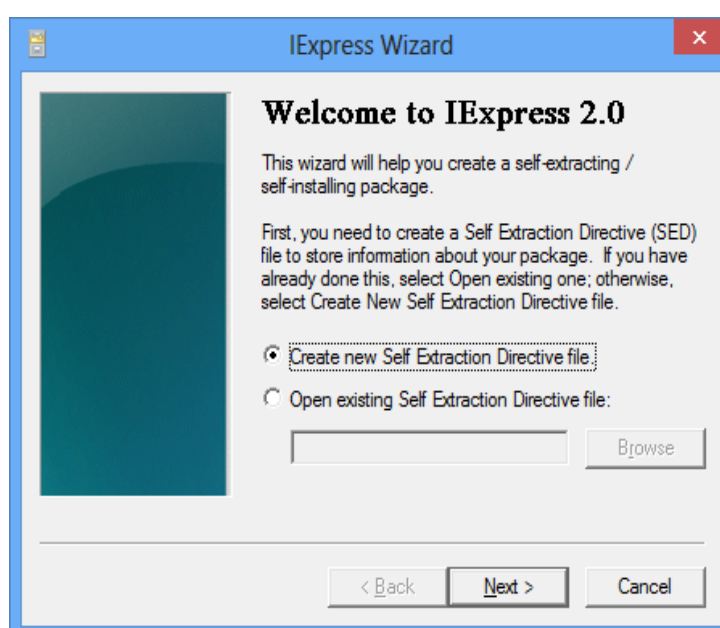 IExpress Wizard
Welcome to IExpress 2.0
This wizard will help you create a self-extracting /
self-installing package.
First, you need to create a Self Extraction Directive (SED)
file to store information about your package.  If you have
already done this, select Open existing one; otherwise,
select Create New Self Extraction Directive file.
Create new Self Extraction Directive file.
Open existing Self Extraction Directive file:
Browse
< Back Next > Cancel